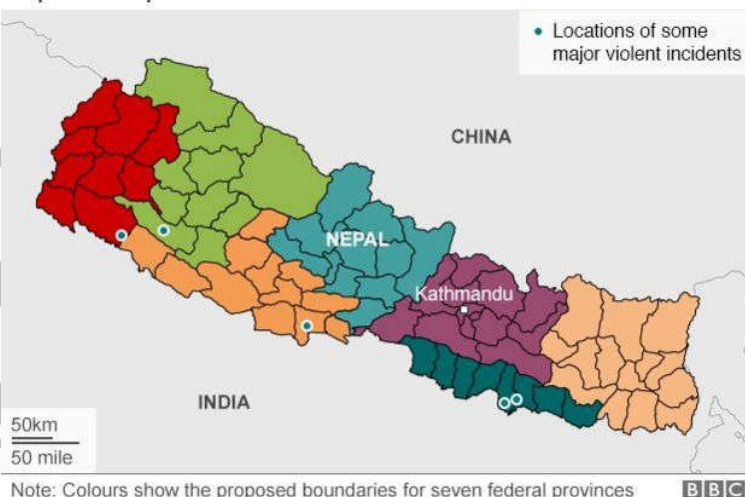 Locations of some
major violent incidents
CHINA
NEPAL
Kathmandu
INDIA
50km
50 mile
Note: Colours show the proposed boundaries for seven federal provinces
BBC